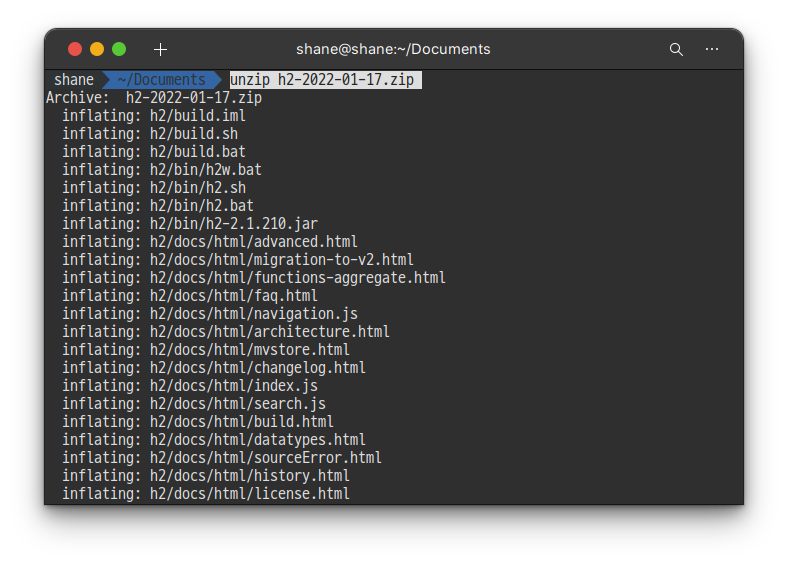 shane@shane:~/Documents
shane ~/Documents unzip h2-2022-01-17.zip
Archive:  h2-2022-01-17.zip
  inflating: h2/build.iml
  inflating: h2/build.sh
  inflating: h2/build.bat
  inflating: h2/bin/h2w.bat
  inflating: h2/bin/h2.sh
  inflating: h2/bin/h2.bat
  inflating: h2/bin/h2-2.1.210.jar
  inflating: h2/docs/html/advanced.html
  inflating: h2/docs/html/migration-to-v2.html
  inflating: h2/docs/html/functions-aggregate.html
  inflating: h2/docs/html/faq.html
  inflating: h2/docs/html/navigation.js
  inflating: h2/docs/html/architecture.html
  inflating: h2/docs/html/mvstore.html
  inflating: h2/docs/html/changelog.html
  inflating: h2/docs/html/index.js
  inflating: h2/docs/html/search.js
  inflating: h2/docs/html/build.html
  inflating: h2/docs/html/datatypes.html
  inflating: h2/docs/html/sourceError.html
  inflating: h2/docs/html/history.html
  inflating: h2/docs/html/license.html